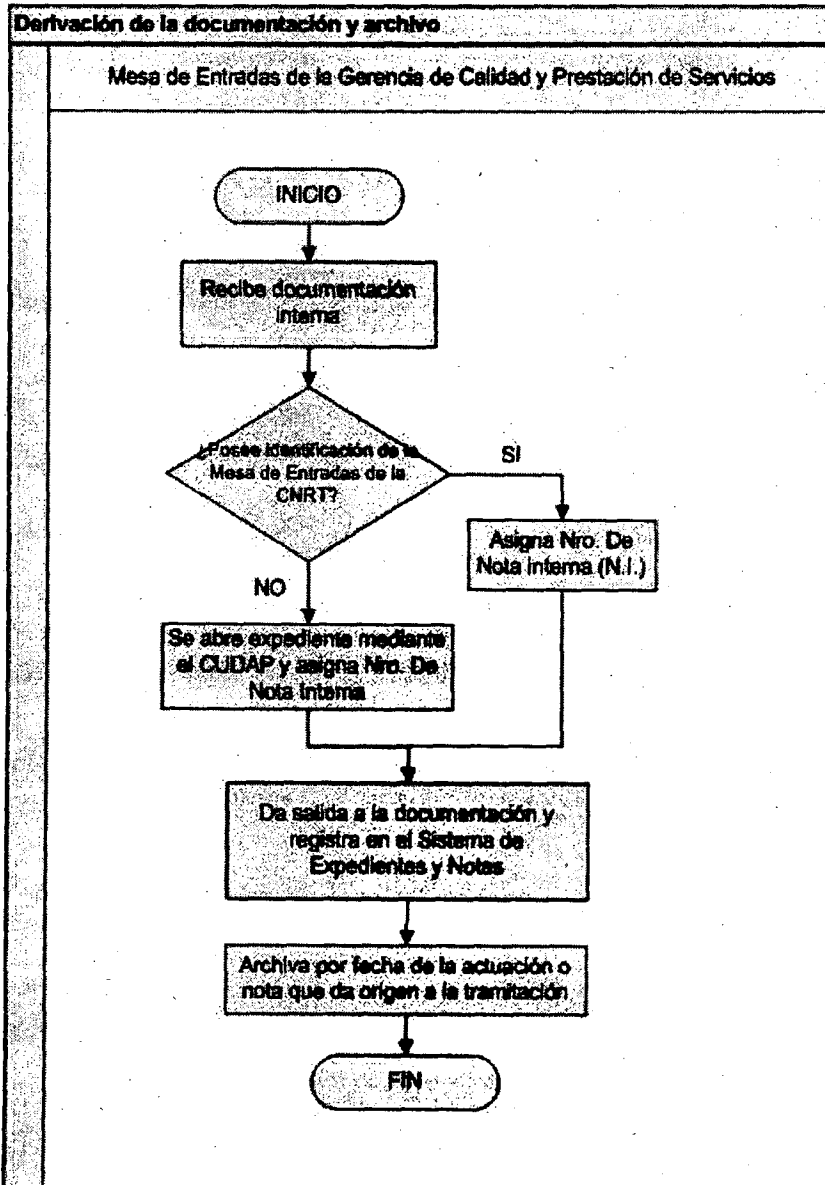 Derivación de la documentación y archivo
Mesa de Entradas de la Gerencia de Calidad y Prestación de Servicios
INICIO
Recibe documentación
interna
¿Posee identificación de la
Mesa de Entradas de la
CNRT?
SI
Asigna Nro. De
Nota Interna (N.I.)
NO
Se abre expediente mediante
el CUDAP y asigna Nro. De
Nota Interna
Da salida a la documentación y
registra en el Sistema de
Expedientes y Notas
Archiva por fecha de la actuación o
nota que da origen a la tramitación
FIN